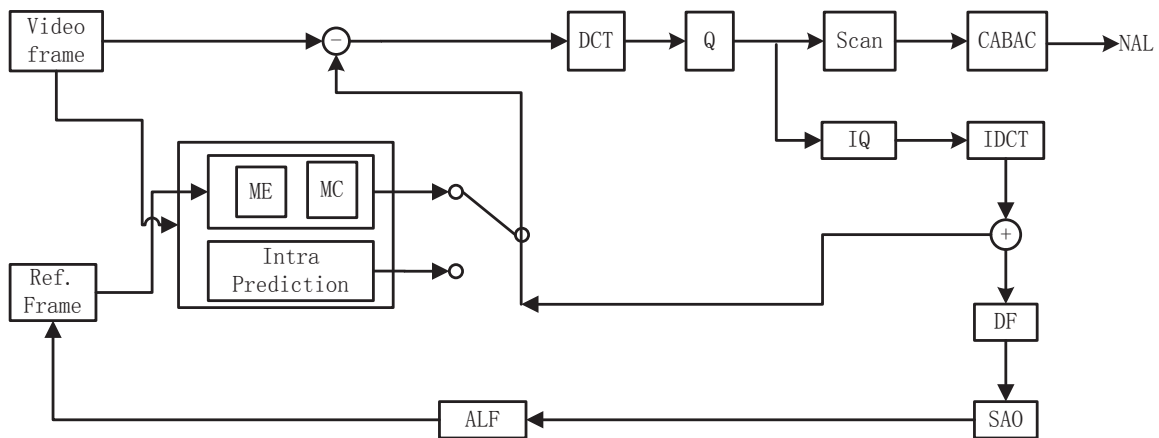 Video
frame
-
DCT
Q
Scan
CABAC
NAL
IQ
IDCT
ME
MC
+
Intra
Prediction
Ref.
Frame
DF
ALF
SAO